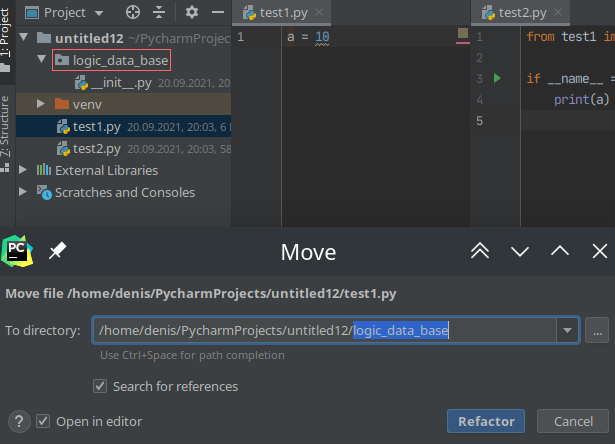 Project
test1.py
test2.py
1: Project
7: Structure
untitled12 ~/PycharmProjec
logic_data_base
__init__.py 20.09.2021, 20
venv
test1.py 20.09.2021, 20:03, 6
test2.py 20.09.2021, 20:03, 58
External Libraries
Scratches and Consoles
1 a = 10
1 from test1 im
2
3 if __name__ =
4 print(a)
5
PC
Move
Move file /home/denis/PycharmProjects/untitled12/test1.py
To directory: /home/denis/PycharmProjects/untitled12/logic_data_base ...
Use Ctrl+Space for path completion
Search for references
? Open in editor Refactor Cancel